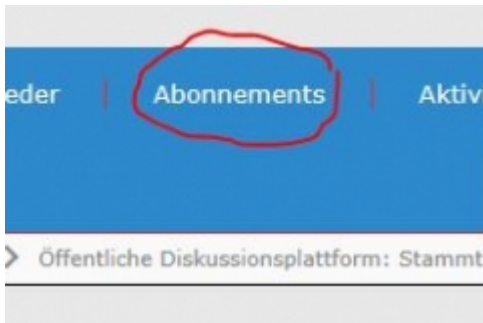 eder | Abonnements | Aktiv
Öffentliche Diskussionsplattform: Stammt